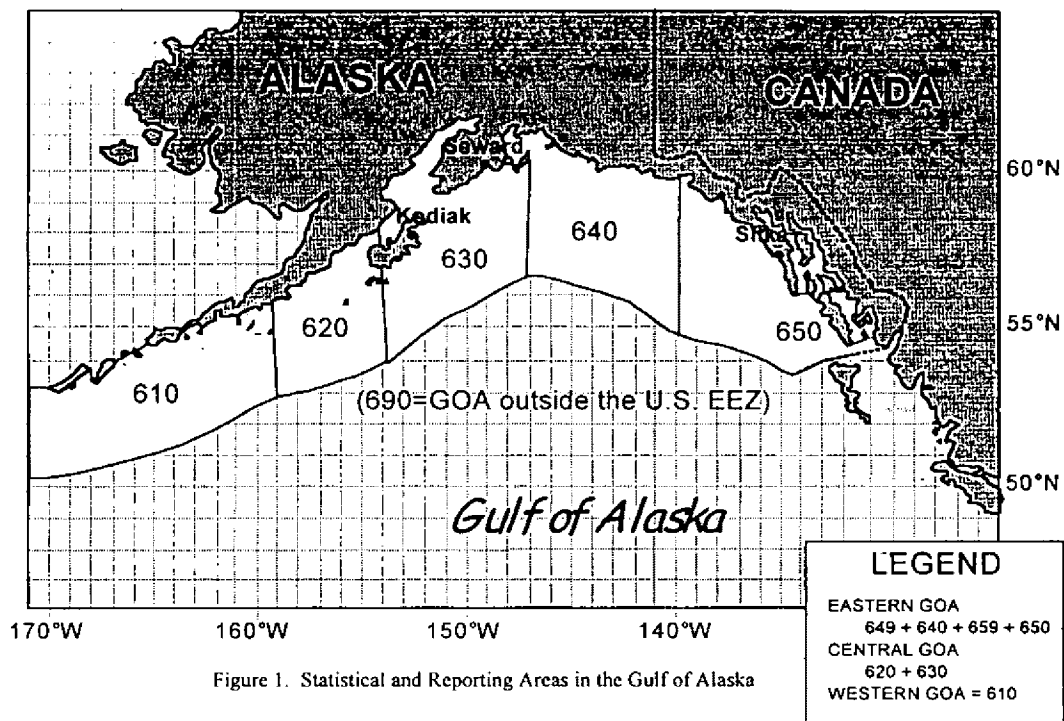 ALASKA
CANADA
Seward
60°N
Kodiak
640
630
55°N
650
620
610
(690=GOA outside the U.S. EEZ)
50°N
Gulf of Alaska
LEGEND
EASTERN GOA
649 + 640 + 659 + 650
CENTRAL GOA
620 + 630
WESTERN GOA = 610
170°W
160°W
150°W
140°W
Figure 1. Statistical and Reporting Areas in the Gulf of Alaska